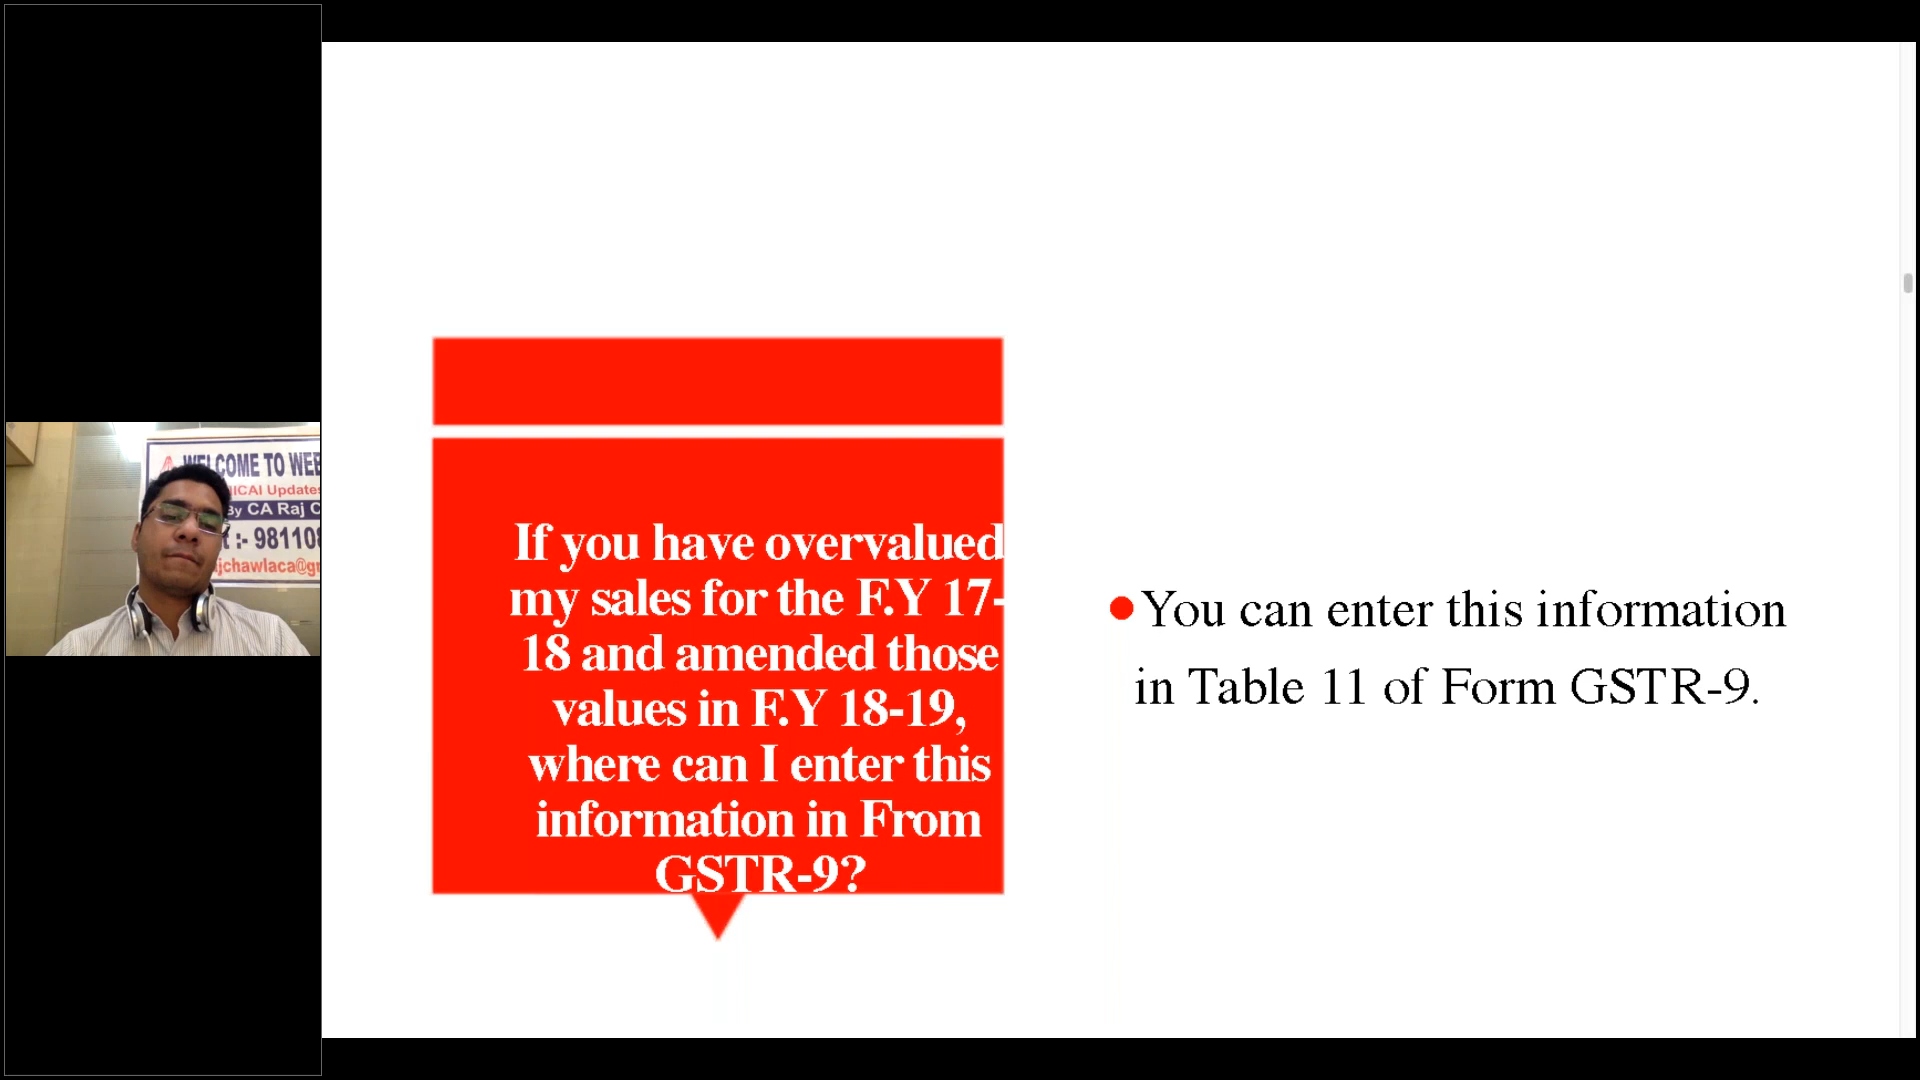 WELCOME TO
ICAI Updates
By CA Raj
:- 98110
jchawlaca@g
If you have overvalued
my sales for the F.Y 17-
18 and amended those
values in F.Y 18-19,
where can I enter this
information in From
GSTR-9?
You can enter this information
in Table 11 of Form GSTR-9.